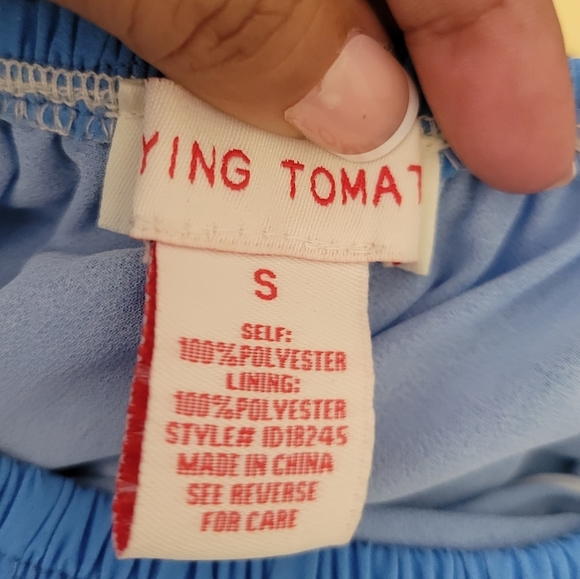 YING TOMAT
S
SELF:
100%POLYESTER
LINING:
100%POLYESTER
STYLE# ID18245
MADE IN CHINA
SEE REVERSE
FOR CARE